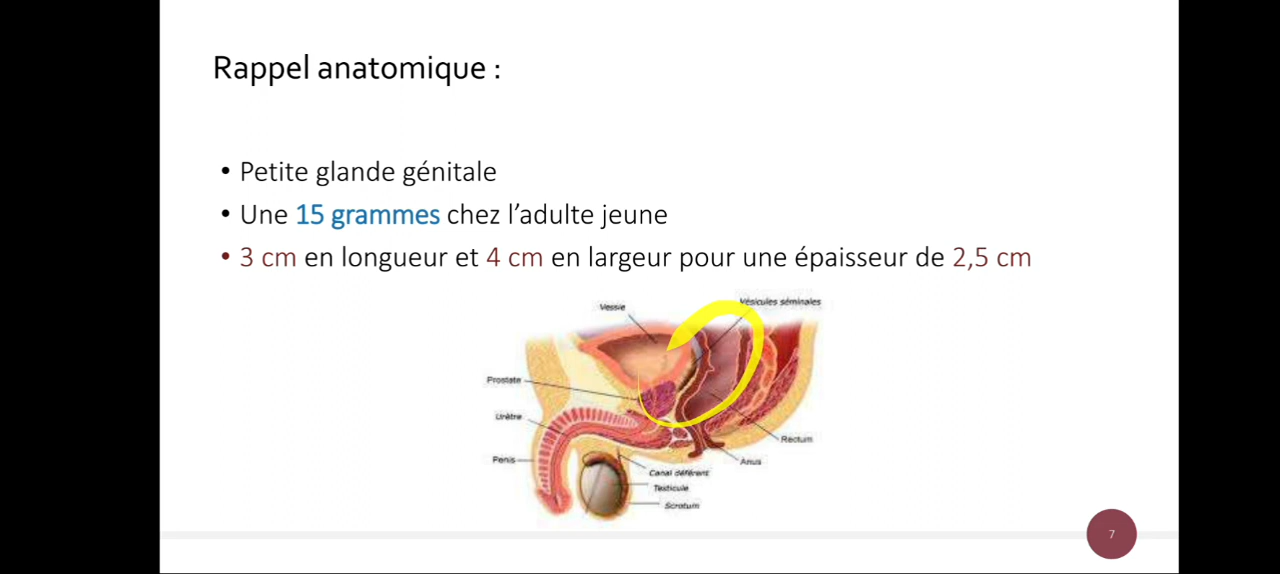 Rappel anatomique :
• Petite glande génitale
• Une 15 grammes chez l’adulte jeune
• 3 cm en longueur et 4 cm en largeur pour une épaisseur de 2,5 cm
Vessie
Vésicules séminales
Prostate
Urètre
Rectum
Penis
Anus
Canal déférent
Testicule
Scrotum
7